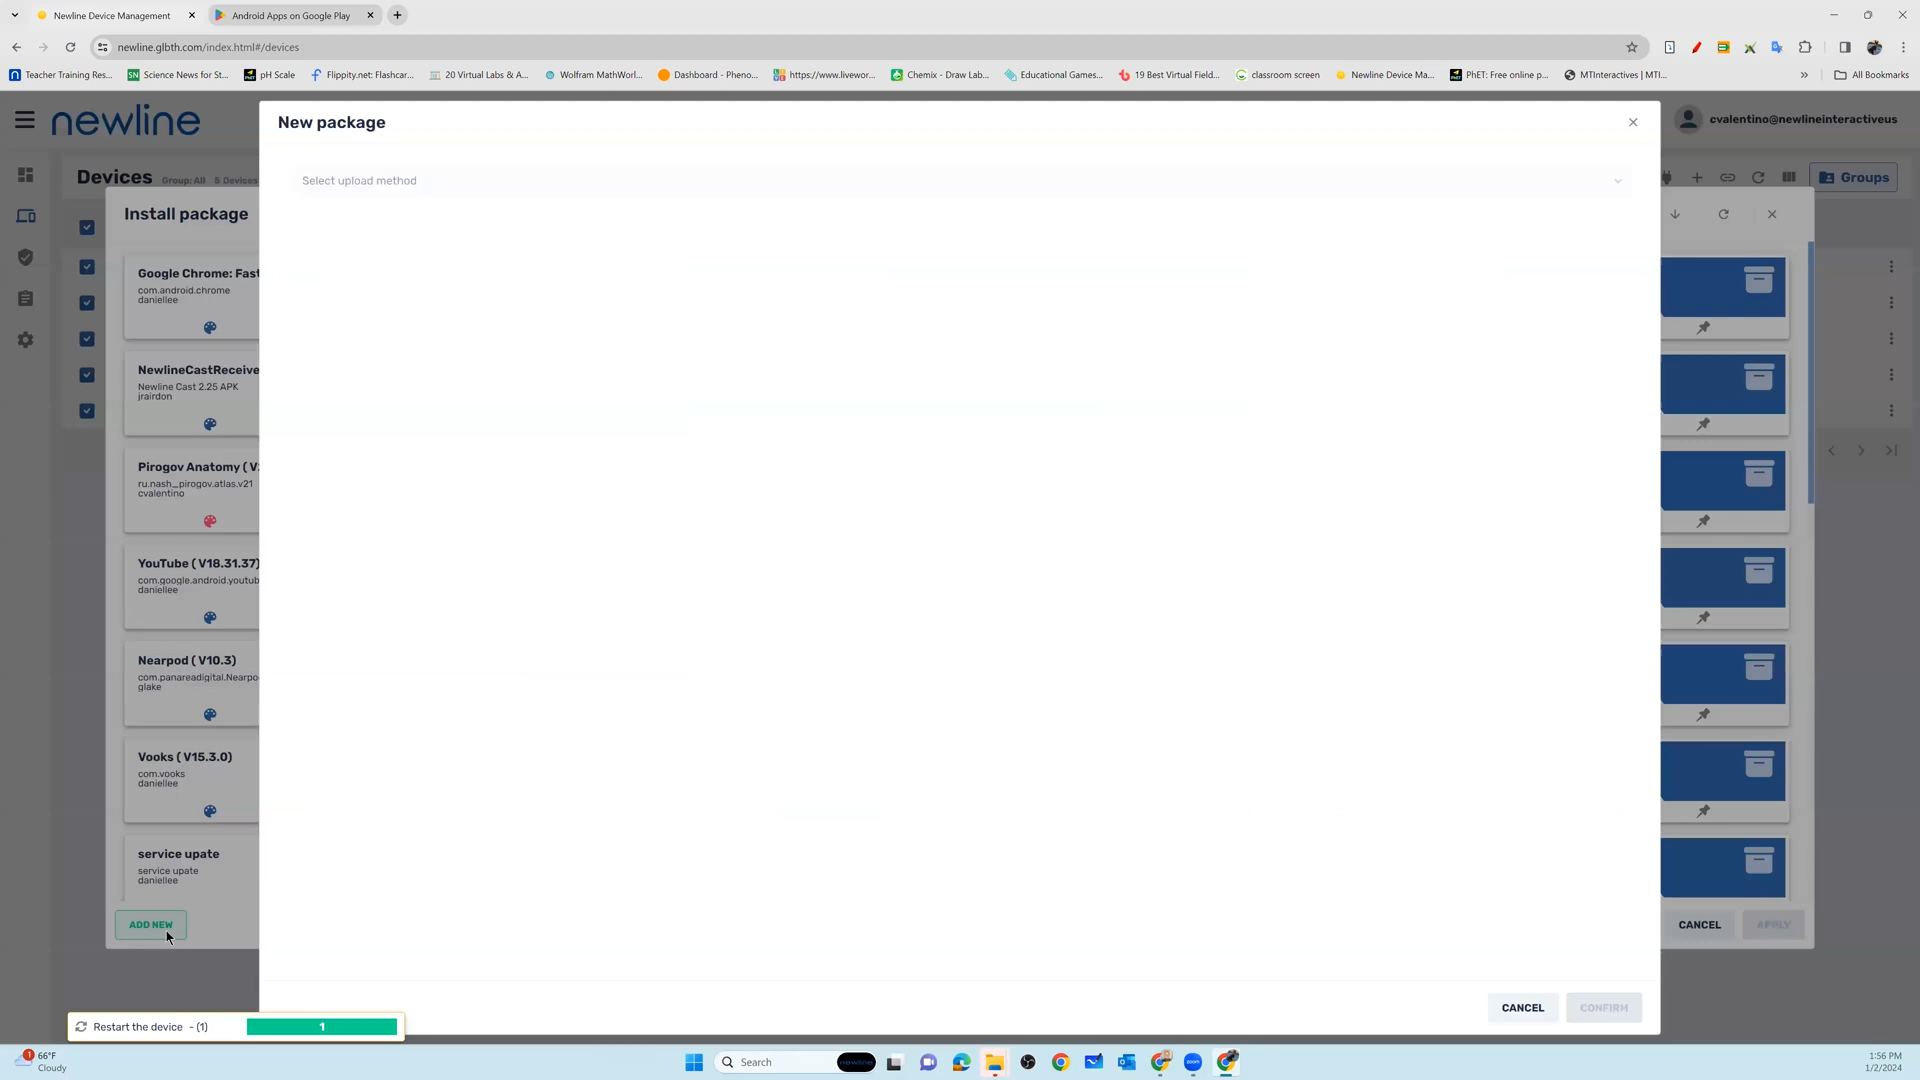 Newline Device Management
Android Apps on Google Play
newline.glbth.com/index.html#/devices
Teacher Training Res...
SN Science News for St...
pH Scale
Flippity.net: Flashcar...
20 Virtual Labs & A...
Wolfram MathWorl...
Dashboard - Pheno...
https://www.livewor...
Chemix - Draw Lab...
Educational Games...
19 Best Virtual Field...
classroom screen
Newline Device Ma...
PhET: Free online p...
MTInteractives | MTI...
All Bookmarks
newline
cvalentino@newlineinteractiveus
Devices Group: All 5 Devices
Groups
New package
Select upload method
Install package
Google Chrome: Fast
com.android.chrome
daniellee
NewlineCastReceive
Newline Cast 2.25 APK
jrairdon
Pirogov Anatomy ( V2
ru.nash_pirogov.atlas.v21
cvalentino
YouTube ( V18.31.37)
com.google.android.youtub
daniellee
Nearpod ( V10.3)
com.panareadigital.Nearpo
glake
Vooks ( V15.3.0)
com.vooks
daniellee
service upate
service upate
daniellee
ADD NEW
CANCEL APPLY
CANCEL CONFIRM
Restart the device - (1) 1
1
66°F
Cloudy
Search
newline
zoom
1:56 PM
1/2/2024